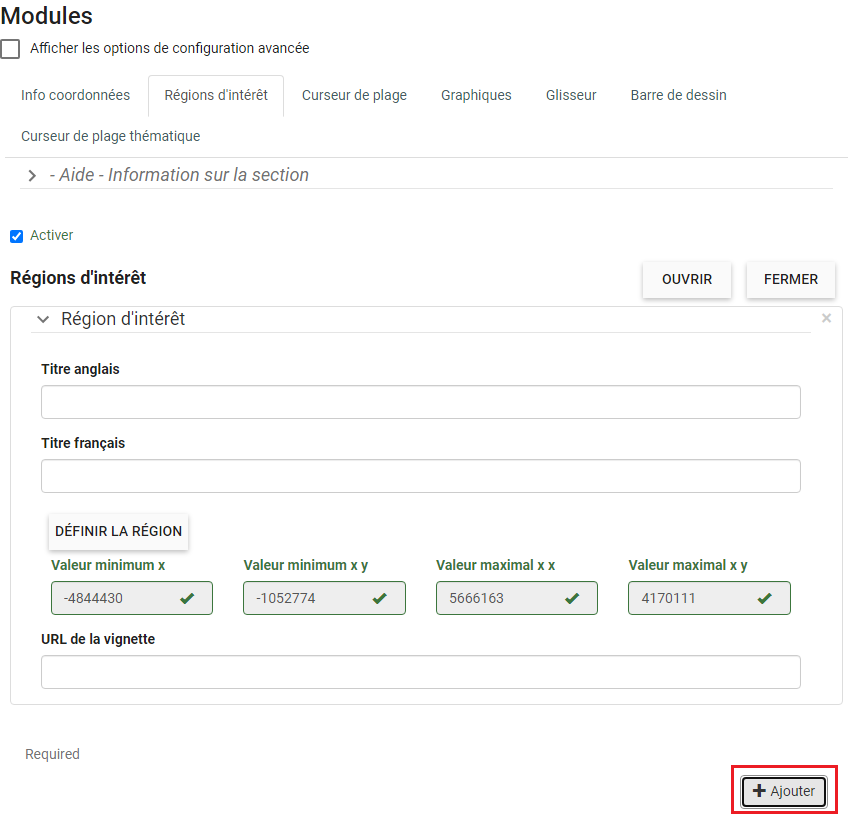 Modules
Afficher les options de configuration avancée
Info coordonnées Régions d'intérêt Curseur de plage Graphiques Glisseur Barre de dessin
Curseur de plage thématique
- Aide - Information sur la section
Activer
Régions d'intérêt OUVRIR FERMER
Région d'intérêt ×
Titre anglais
Titre français
DÉFINIR LA RÉGION
Valeur minimum x Valeur minimum x y Valeur maximal x x Valeur maximal x y
-4844430 -1052774 5666163 4170111
URL de la vignette
Required
+ Ajouter